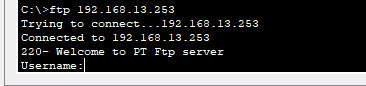 C:\>ftp 192.168.13.253
Trying to connect...192.168.13.253
Connected to 192.168.13.253
220- Welcome to PT Ftp server
Username: